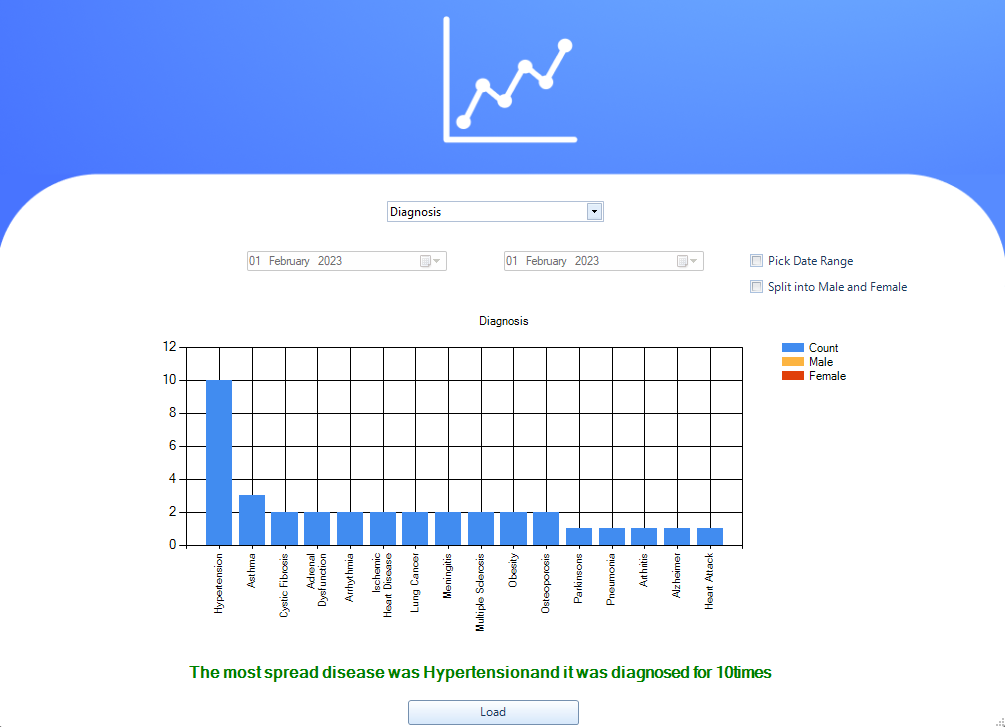 Diagnosis
01 February 2023
01 February 2023
Pick Date Range
Split into Male and Female
Diagnosis
12
10
8
6
4
2
0
Count
Male
Female
Hypertension
Asthma
Cystic Fibrosis
Adrenal
Dysfunction
Arrhythmia
Ischemic
Heart Disease
Lung Cancer
Meningitis
Multiple Sclerosis
Obesity
Osteoporosis
Parkinsons
Pneumonia
Arthritis
Alzheimer
Heart Attack
The most spread disease was Hypertensionand it was diagnosed for 10times
Load